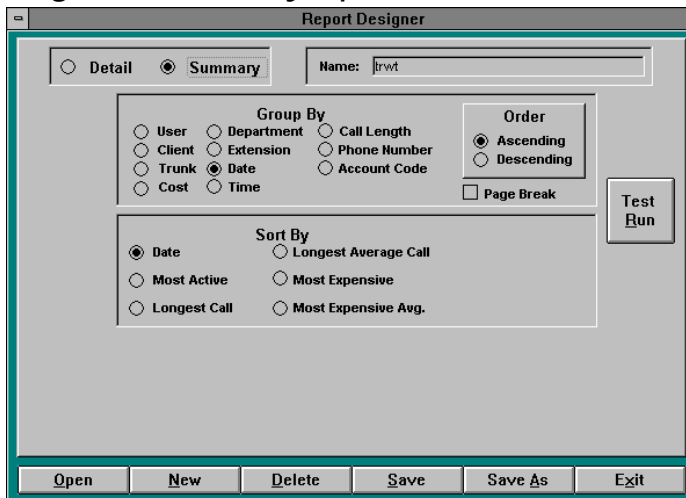 Report Designer
Detail Summary Name: trwt
Group By
User Department Call Length
Client Extension Phone Number
Trunk Date Account Code
Cost Time
Order
Ascending
Descending
Page Break
Test
Run
Sort By
Date Longest Average Call
Most Active Most Expensive
Longest Call Most Expensive Avg.
Open New Delete Save Save As Exit